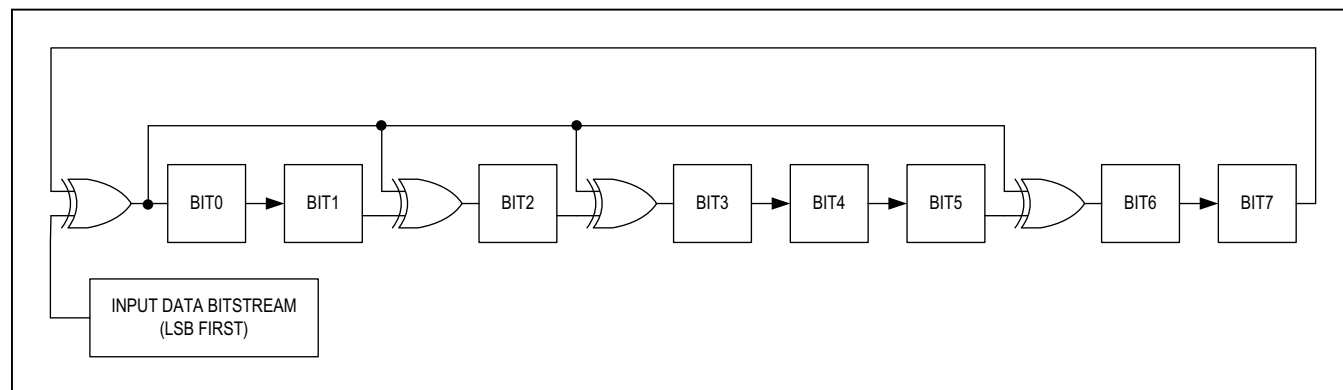 BIT0
BIT1
BIT2
BIT3
BIT4
BIT5
BIT6
BIT7
INPUT DATA BITSTREAM
(LSB FIRST)